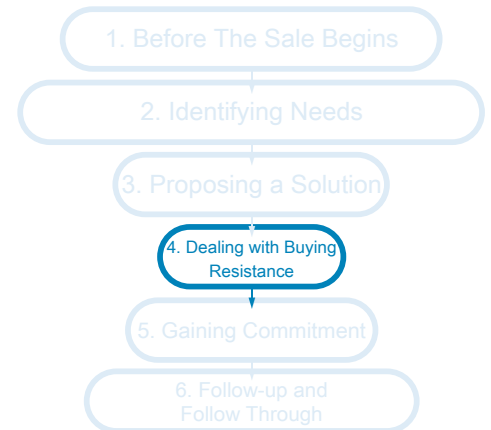 1. Before The Sale Begins
2. Identifying Needs
3. Proposing a Solution
4. Dealing with Buying
Resistance
5. Gaining Commitment
6. Follow-up and
Follow Through